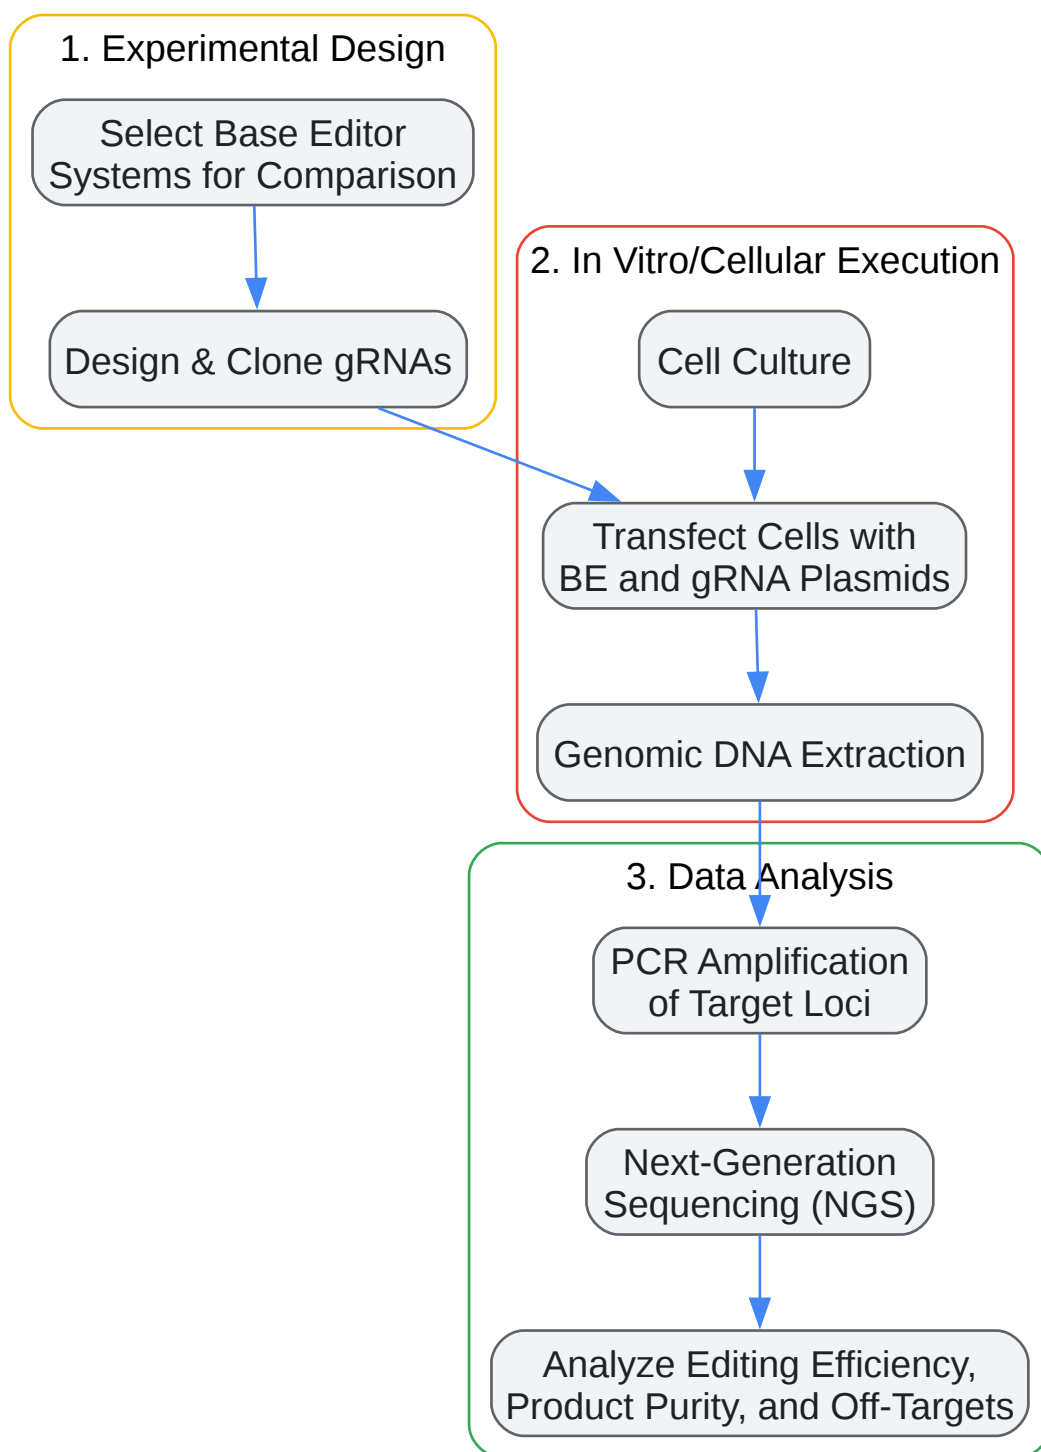 1. Experimental Design
Select Base Editor
Systems for Comparison
Design & Clone gRNAs
2. In Vitro/Cellular Execution
Cell Culture
Transfect Cells with
BE and gRNA Plasmids
Genomic DNA Extraction
3. Data Analysis
PCR Amplification
of Target Loci
Next-Generation
Sequencing (NGS)
Analyze Editing Efficiency,
Product Purity, and Off-Targets